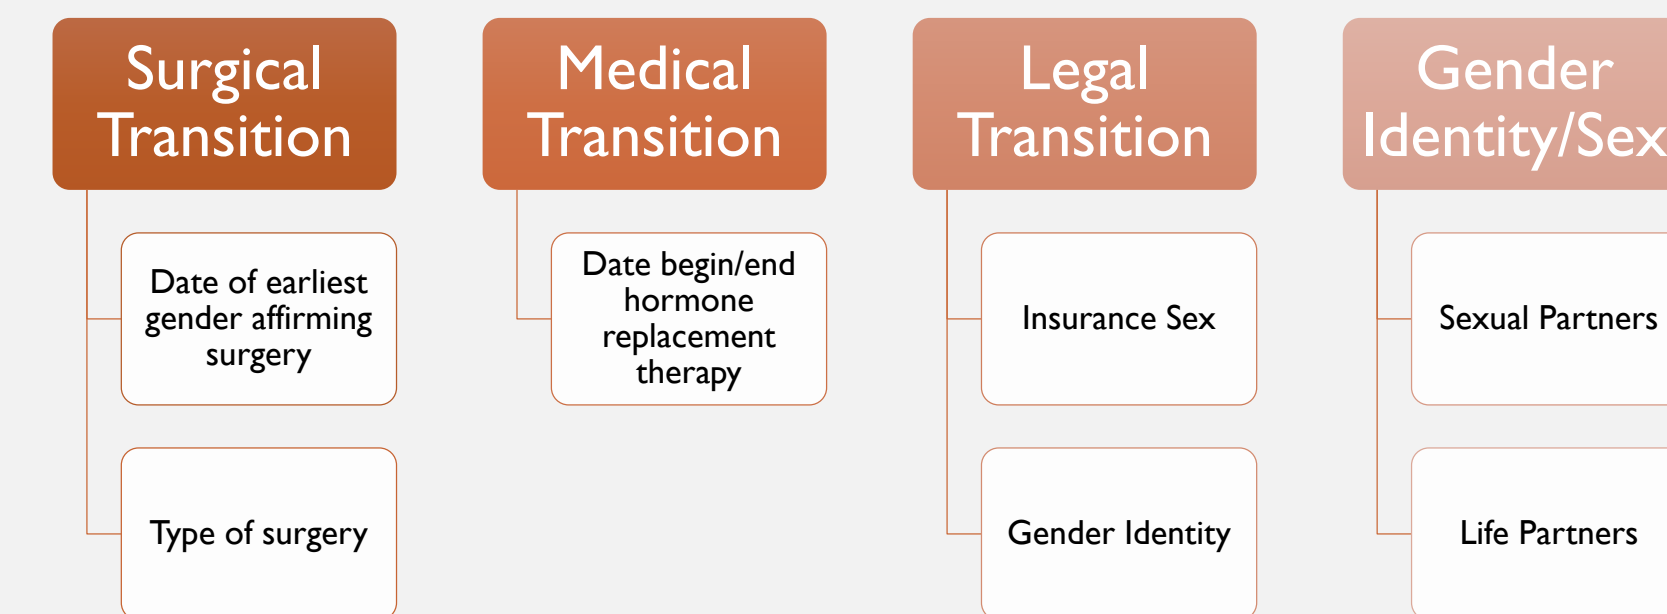 Surgical
Transition
Date of earliest
gender affirming
surgery
Type of surgery
Medical
Transition
Date begin/end
hormone
replacement
therapy
Legal
Transition
Insurance Sex
Gender Identity
Gender
Identity/Sex
Sexual Partners
Life Partners